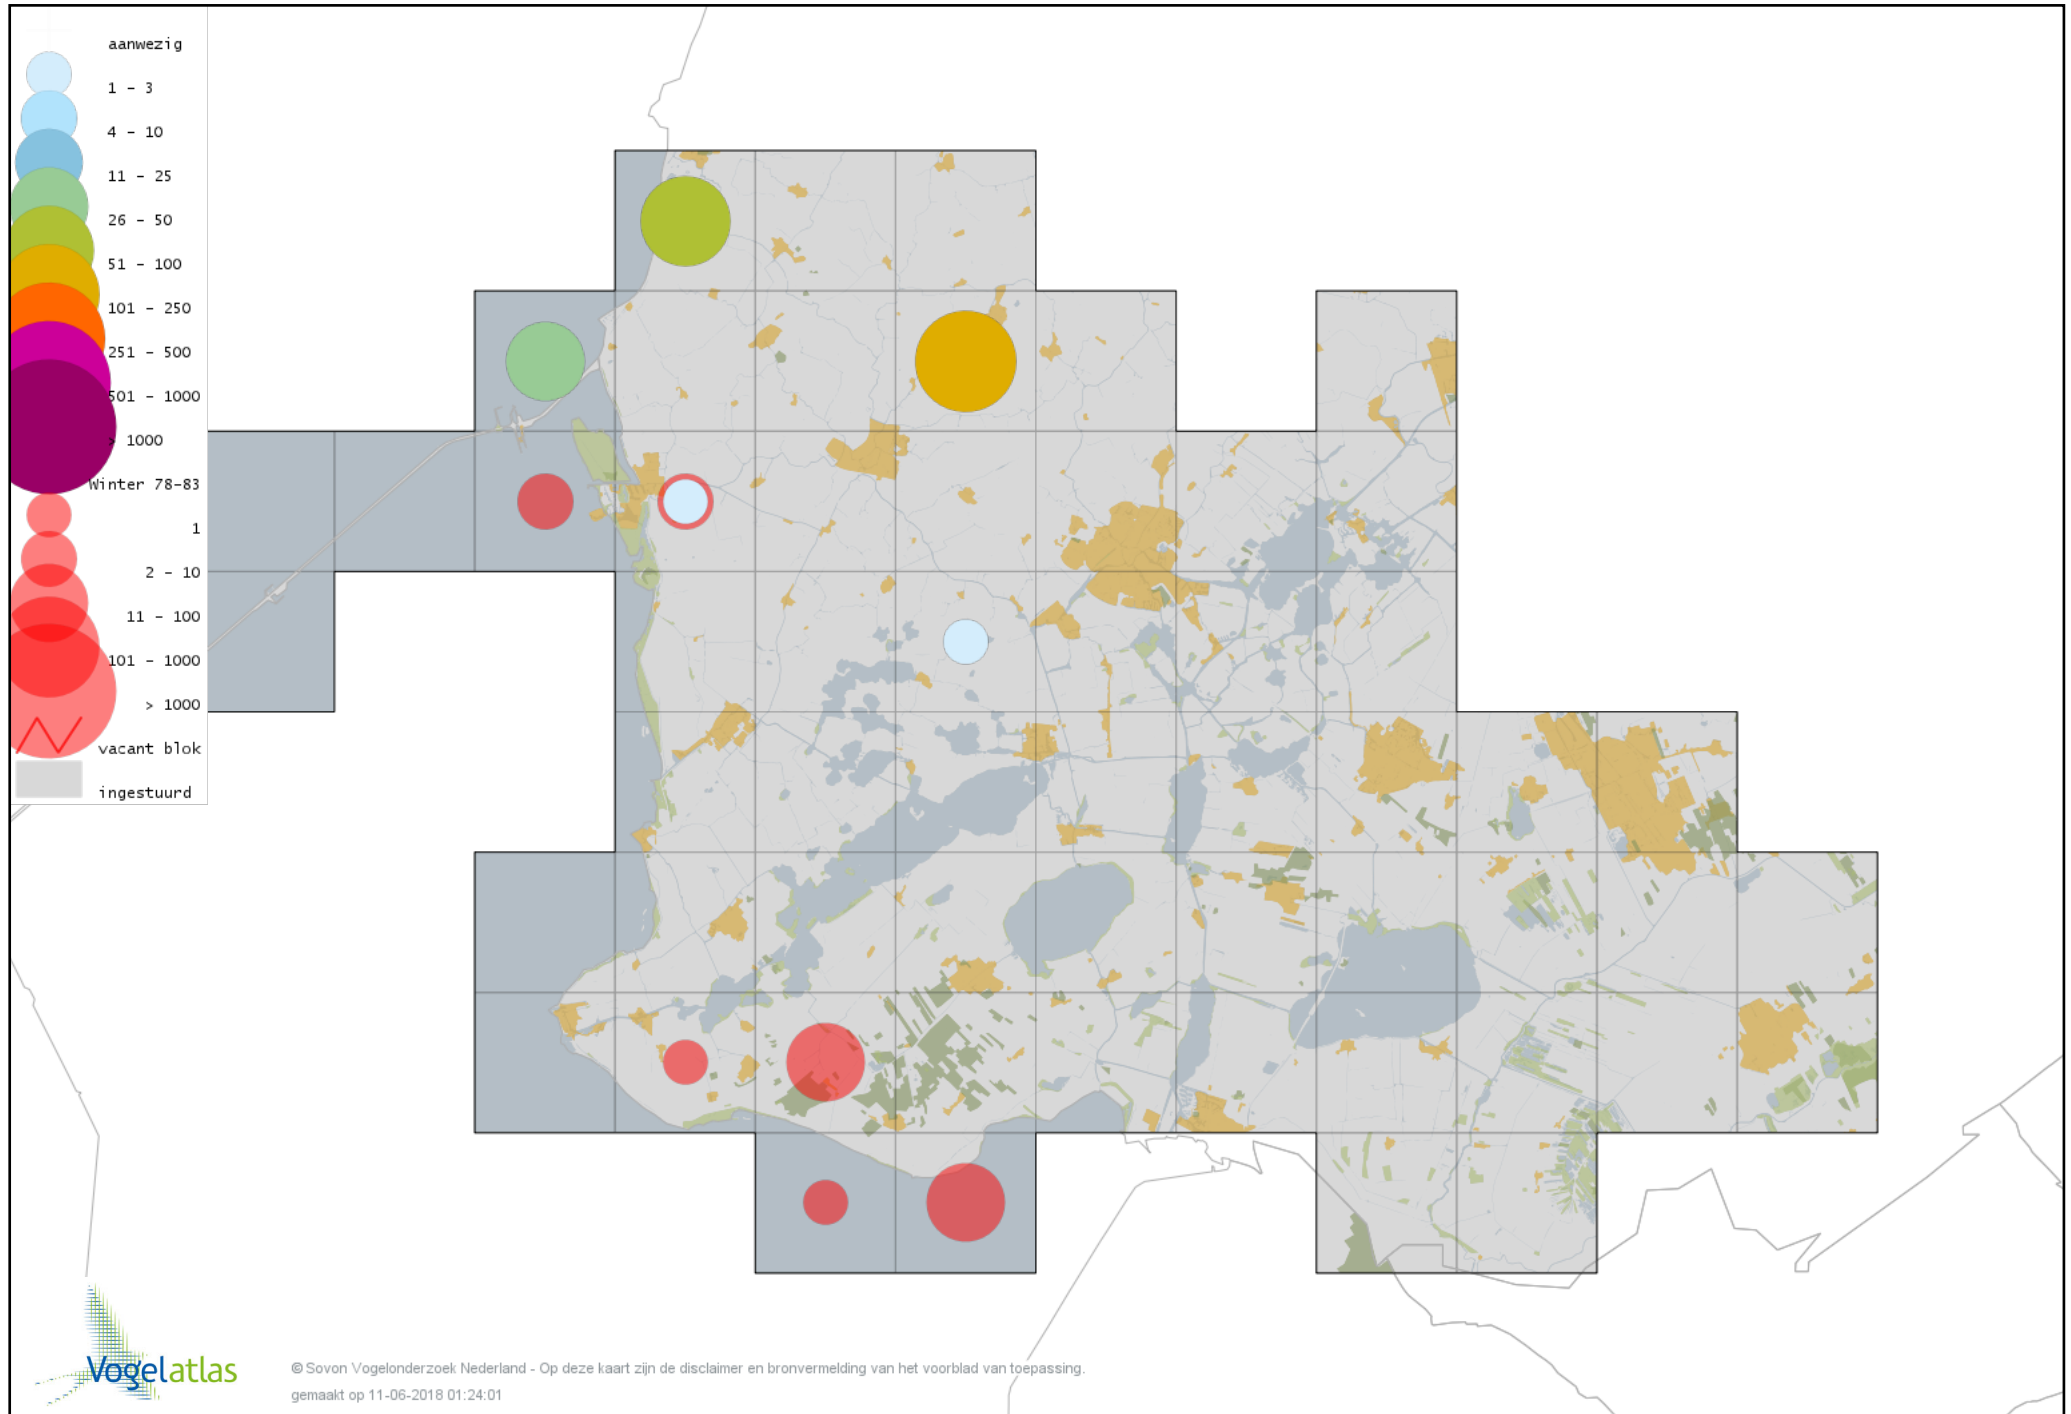 aanwezig
1 - 3
4 - 10
11 - 25
26 - 50
51 - 100
101 - 250
251 - 500
501 - 1000
> 1000
Winter 78-83
1
2 - 10
11 - 100
101 - 1000
> 1000
vacant blok
ingestuurd
Vogelatlas
© Sovon Vogelonderzoek Nederland - Op deze kaart zijn de disclaimer en bronvermelding van het voorblad van toepassing.
gemaakt op 11-06-2018 01:24:01